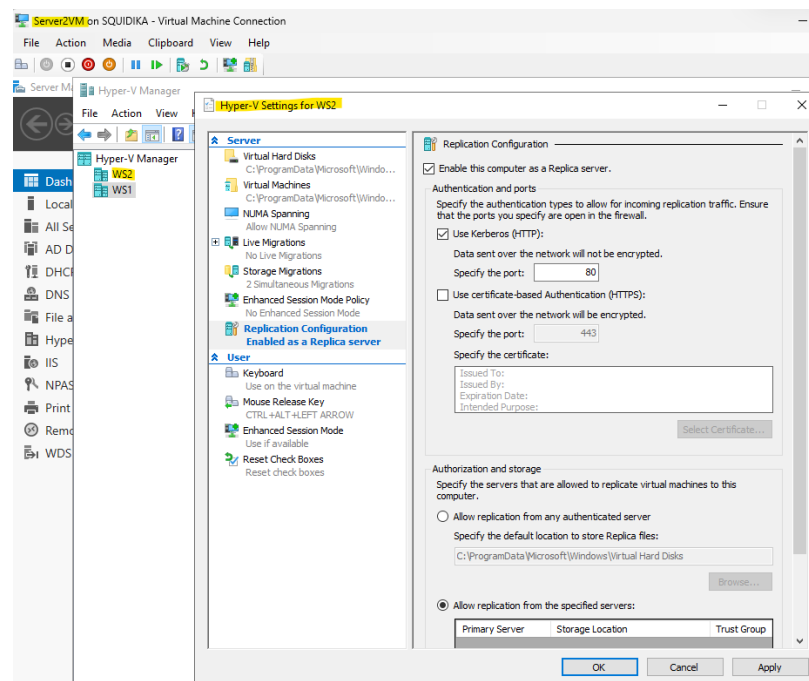 Server2VM on SQUIDIKA - Virtual Machine Connection
File Action Media Clipboard View Help
Server M
Hyper-V Manager
File Action View
Hyper-V Manager
WS2
WS1
Dash
Local
All Se
AD D
DHCP
DNS
File a
Hype
IIS
NPAS
Print
Remo
WDS
Hyper-V Settings for WS2
Server
Virtual Hard Disks
C:\ProgramData\Microsoft\Windo...
Virtual Machines
C:\ProgramData\Microsoft\Windo...
NUMA Spanning
Allow NUMA Spanning
Live Migrations
No Live Migrations
Storage Migrations
2 Simultaneous Migrations
Enhanced Session Mode Policy
No Enhanced Session Mode
Replication Configuration
Enabled as a Replica server
User
Keyboard
Use on the virtual machine
Mouse Release Key
CTRL+ALT+LEFT ARROW
Enhanced Session Mode
Use if available
Reset Check Boxes
Reset check boxes
Replication Configuration
Enable this computer as a Replica server.
Authentication and ports
Specify the authentication types to allow for incoming replication traffic. Ensure
that the ports you specify are open in the firewall.
Use Kerberos (HTTP):
Data sent over the network will not be encrypted.
Specify the port: 80
Use certificate-based Authentication (HTTPS):
Data sent over the network will be encrypted.
Specify the port: 443
Specify the certificate:
Issued To:
Issued By:
Expiration Date:
Intended Purpose:
Select Certificate...
Authorization and storage
Specify the servers that are allowed to replicate virtual machines to this
computer.
Allow replication from any authenticated server
Specify the default location to store Replica files:
C:\ProgramData\Microsoft\Windows\Virtual Hard Disks
Browse...
Allow replication from the specified servers:
Primary Server Storage Location Trust Group
OK Cancel Apply